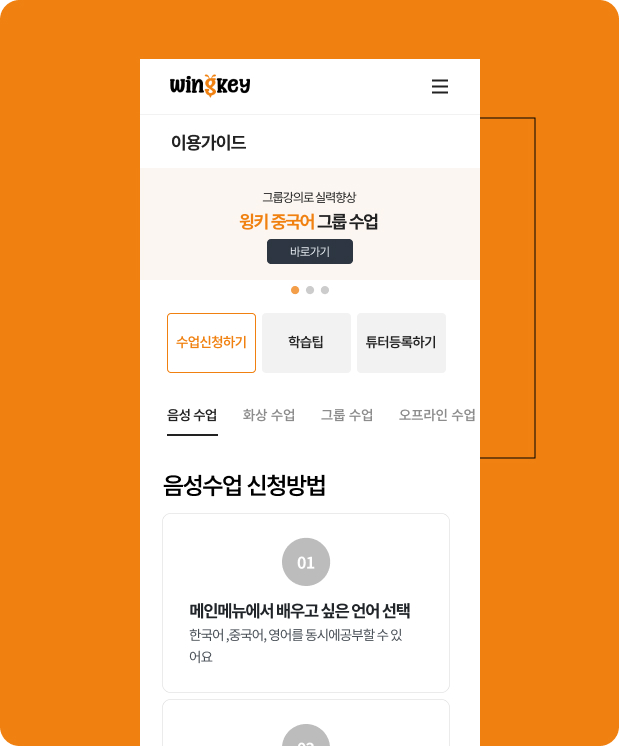 wingkey
이용가이드
그룹강의로 실력향상
윙키 중국어 그룹 수업
바로가기
수업신청하기 학습팁 튜터등록하기
음성 수업 화상 수업 그룹 수업 오프라인 수업
음성수업 신청방법
01
메인메뉴에서 배우고 싶은 언어 선택
한국어 ,중국어, 영어를 동시에공부할 수 있
어요